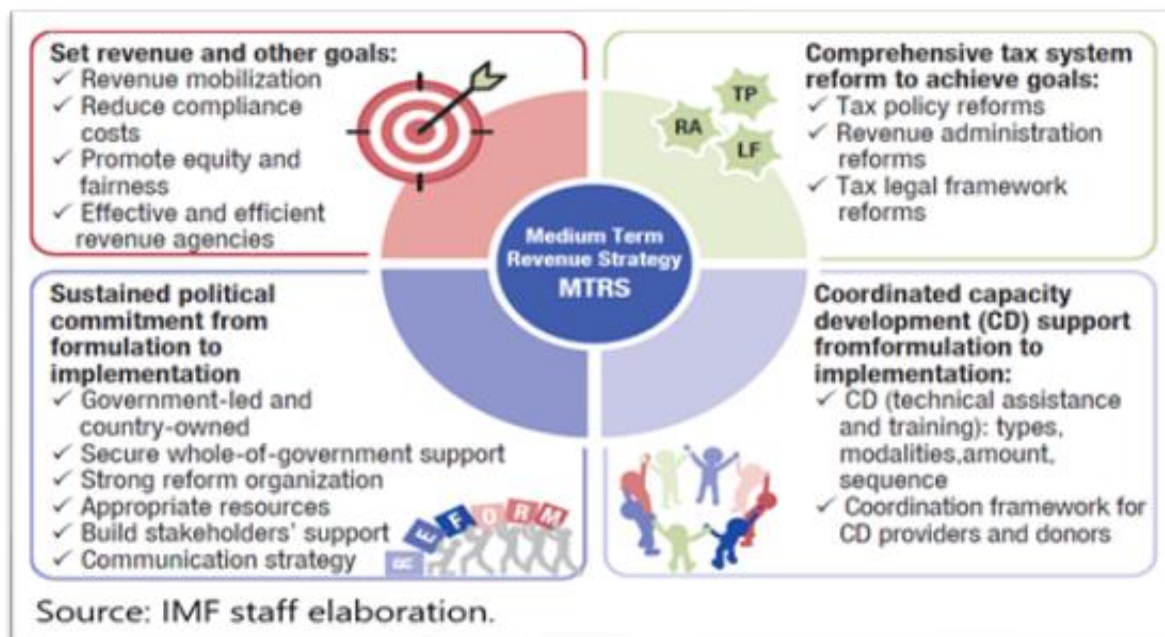 Set revenue and other goals:
✓ Revenue mobilization
✓ Reduce compliance
costs
✓ Promote equity and
fairness
✓ Effective and efficient
revenue agencies
TP
RA
LF
Comprehensive tax system
reform to achieve goals:
✓ Tax policy reforms
✓ Revenue administration
reforms
✓ Tax legal framework
reforms
Medium Term
Revenue Strategy
MTRS
Sustained political
commitment from
formulation to
implementation
✓ Government-led and
country-owned
✓ Secure whole-of-government support
✓ Strong reform organization
✓ Appropriate resources
✓ Build stakeholders' support
✓ Communication strategy
REFORM
Coordinated capacity
development (CD) support
fromformulation to
implementation:
✓ CD (technical assistance
and training): types,
modalities,amount,
sequence
✓ Coordination framework for
CD providers and donors
Source: IMF staff elaboration.